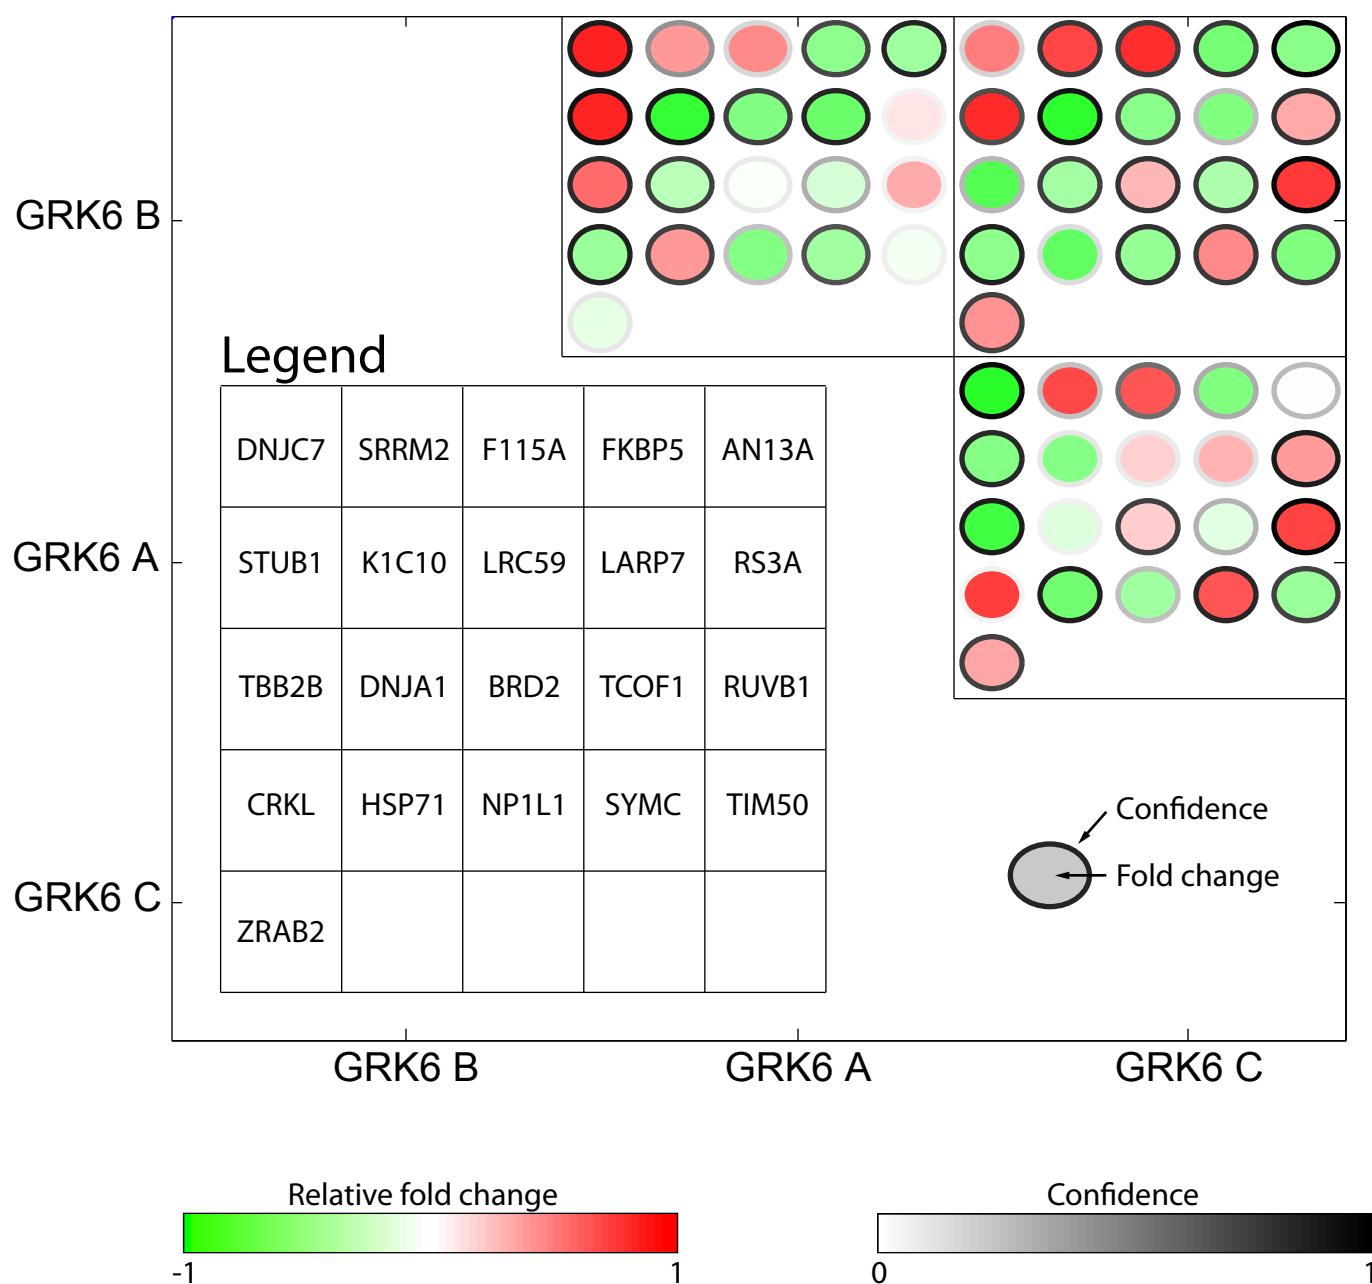 GRK6 B
Legend
DNJC7 SRRM2 F115A FKBP5 AN13A
STUB1 K1C10 LRC59 LARP7 RS3A
GRK6 A
TBB2B DNJA1 BRD2 TCOF1 RUVB1
CRKL HSP71 NP1L1 SYMC TIM50
Confidence
Fold change
GRK6 C
ZRAB2
GRK6 B GRK6 A GRK6 C
Relative fold change
-1 1
Confidence
0 1